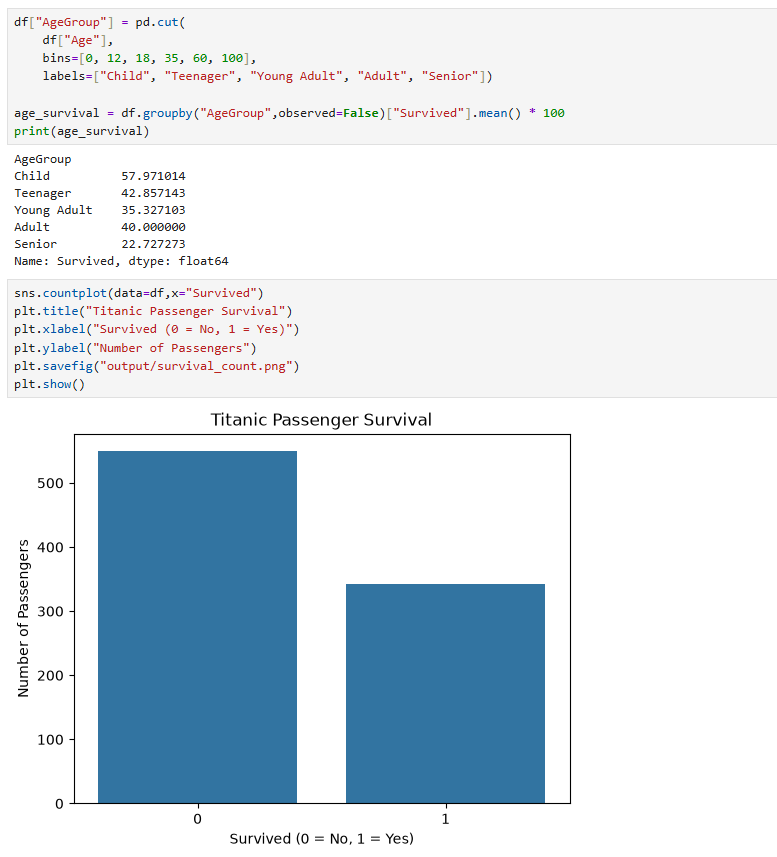 df["AgeGroup"] = pd.cut(
    df["Age"],
    bins=[0, 12, 18, 35, 60, 100],
    labels=["Child", "Teenager", "Young Adult", "Adult", "Senior"])

age_survival = df.groupby("AgeGroup",observed=False)["Survived"].mean() * 100
print(age_survival)
AgeGroup
Child          57.971014
Teenager       42.857143
Young Adult    35.327103
Adult          40.000000
Senior         22.727273
Name: Survived, dtype: float64
sns.countplot(data=df,x="Survived")
plt.title("Titanic Passenger Survival")
plt.xlabel("Survived (0 = No, 1 = Yes)")
plt.ylabel("Number of Passengers")
plt.savefig("output/survival_count.png")
plt.show()
Titanic Passenger Survival
Number of Passengers
500
400
300
200
100
0
0 1
Survived (0 = No, 1 = Yes)